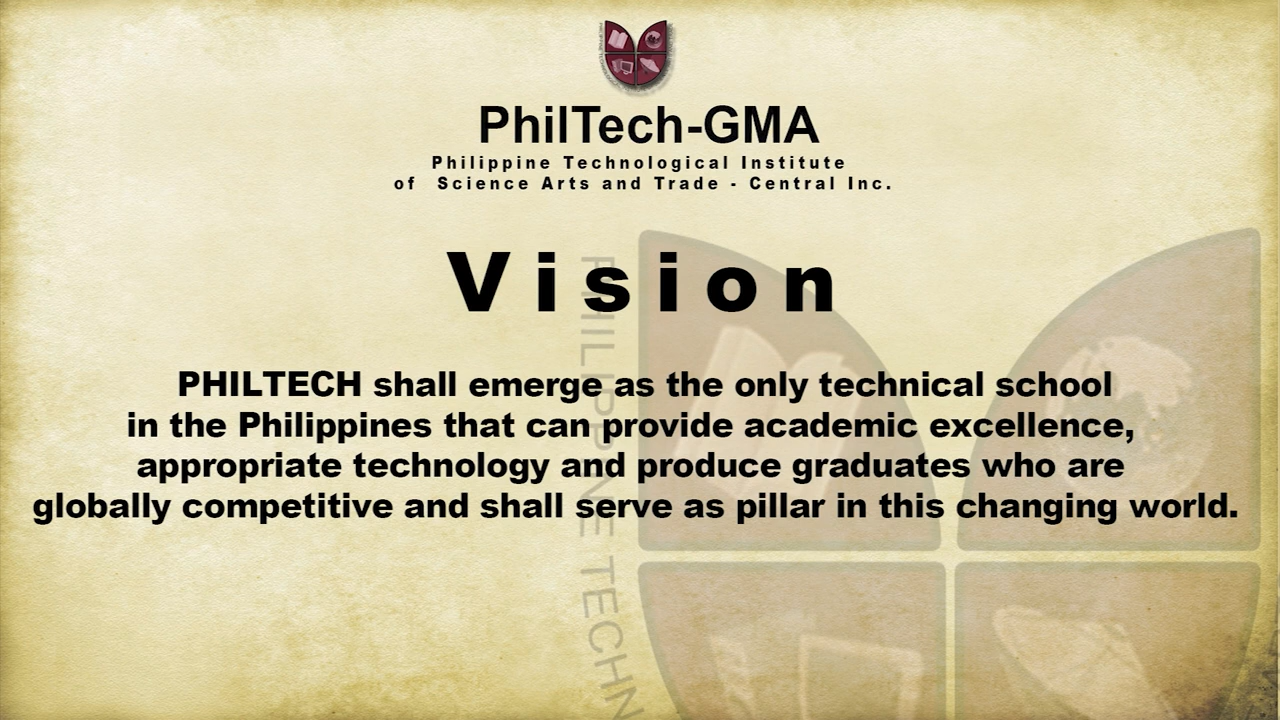 PhilTech-GMA
Philippine Technological Institute
of Science Arts and Trade - Central Inc.
Vision
PHILTECH shall emerge as the only technical school
in the Philippines that can provide academic excellence,
appropriate technology and produce graduates who are
globally competitive and shall serve as pillar in this changing world.
PHILIPPINE TECHN